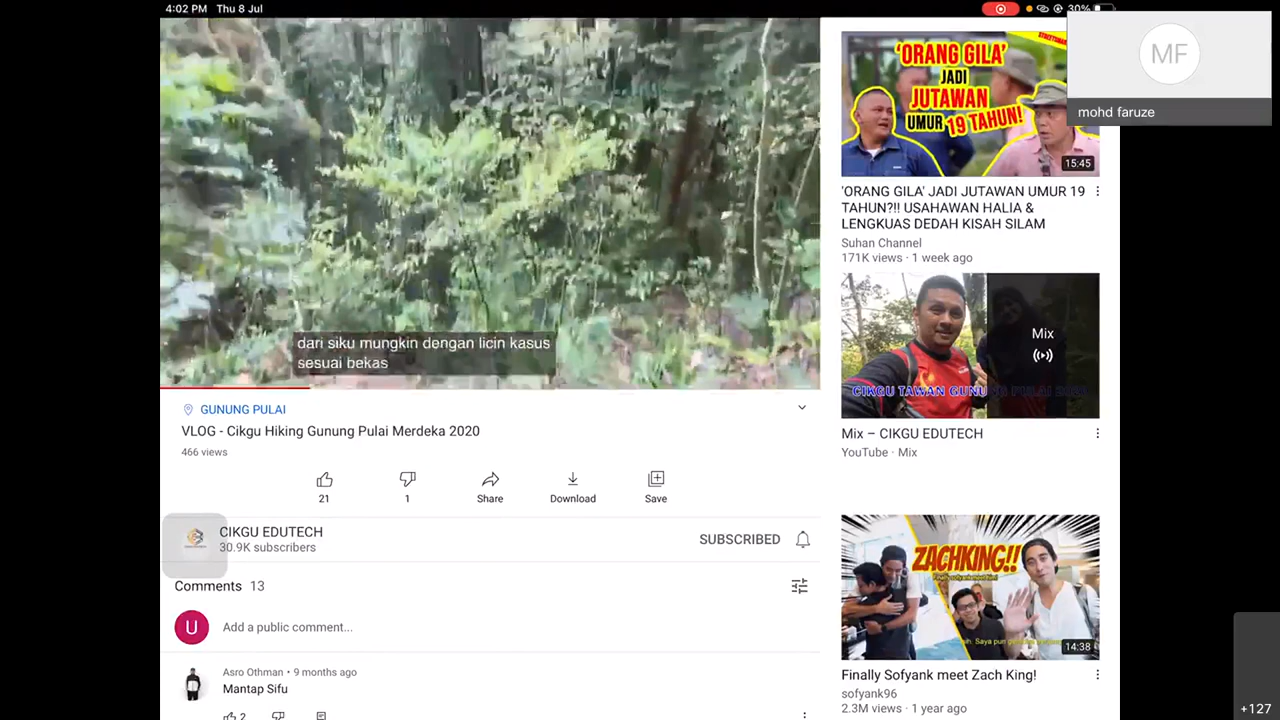 4:02 PM Thu 8 Jul
30%
MF
mohd faruze
dari siku mungkin dengan licin kasus
sesuai bekas
GUNUNG PULAI
VLOG - Cikgu Hiking Gunung Pulai Merdeka 2020
466 views
21
1
Share
Download
Save
CIKGU EDUTECH
30.9K subscribers
SUBSCRIBED
Comments 13
U
Add a public comment...
Asro Othman • 9 months ago
Mantap Sifu
2
'ORANG GILA'
JADI
JUTAWAN
UMUR 19 TAHUN!
15:45
'ORANG GILA' JADI JUTAWAN UMUR 19
TAHUN?!! USAHAWAN HALIA &
LENGKUAS DEDAH KISAH SILAM
Suhan Channel
171K views · 1 week ago
Mix
CIKGU TAWAN GUNUNG PULAI
Mix – CIKGU EDUTECH
YouTube · Mix
ZACHKING!!
Finally sofyank meet him!
14:38
Finally Sofyank meet Zach King!
sofyank96
2.3M views · 1 year ago
+127